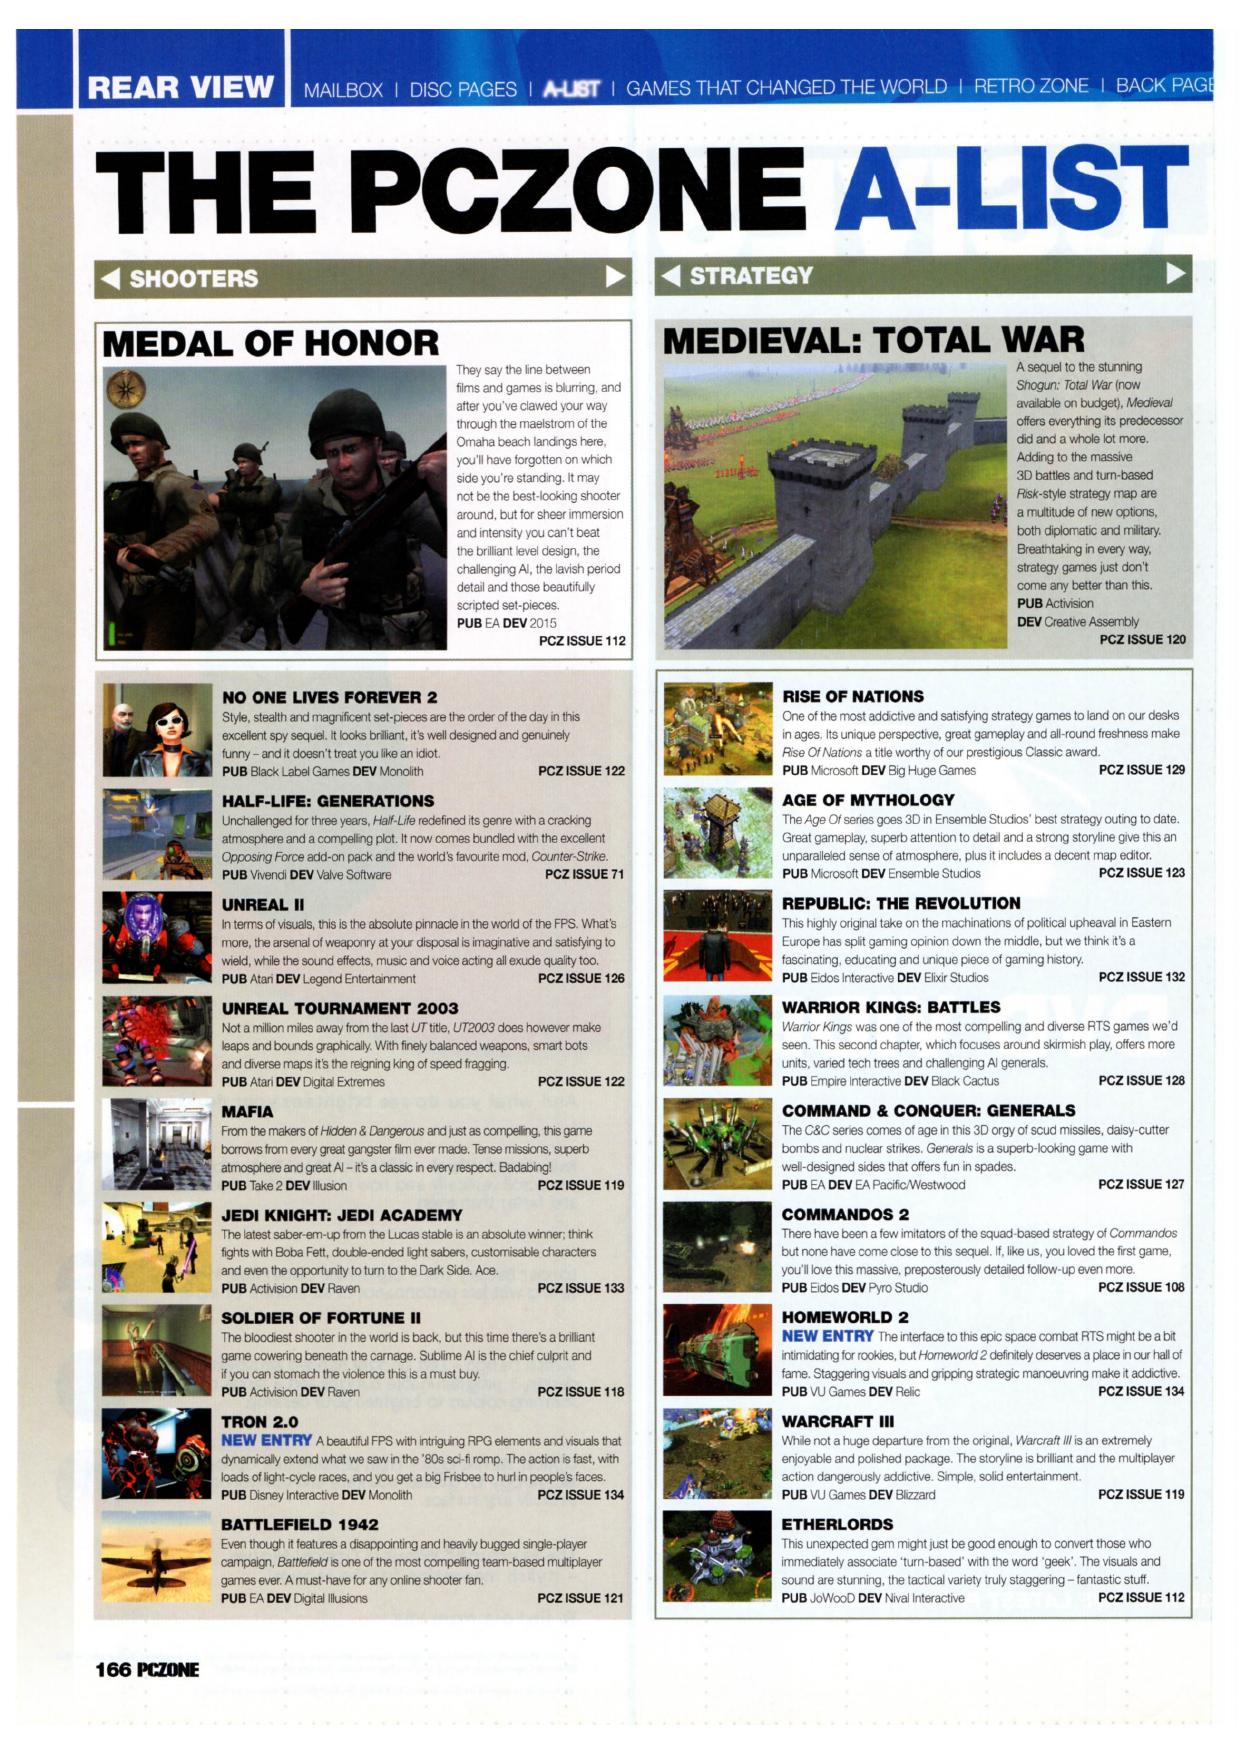 REAR VIEW
MAILBOX | DISC PAGES | A-LIST | GAMES THAT CHANGED THE WORLD | RETRO ZONE | BACK PAGE
THE PCZONE A-LIST
SHOOTERS
MEDAL OF HONOR
They say the line between
films and games is blurring, and
after you've clawed your way
through the maelstrom of the
Omaha beach landings here,
you'll have forgotten on which
side you're standing. It may
not be the best-looking shooter
around, but for sheer immersion
and intensity you can't beat
the brilliant level design, the
challenging AI, the lavish period
detail and those beautifully
scripted set-pieces.
PUB EA DEV 2015
PCZ ISSUE 112
NO ONE LIVES FOREVER 2
Style, stealth and magnificent set-pieces are the order of the day in this
excellent spy sequel. It looks brilliant, it's well designed and genuinely
funny – and it doesn't treat you like an idiot.
PUB Black Label Games DEV Monolith PCZ ISSUE 122
HALF-LIFE: GENERATIONS
Unchallenged for three years, Half-Life redefined its genre with a cracking
atmosphere and a compelling plot. It now comes bundled with the excellent
Opposing Force add-on pack and the world's favourite mod, Counter-Strike.
PUB Vivendi DEV Valve Software PCZ ISSUE 71
UNREAL II
In terms of visuals, this is the absolute pinnacle in the world of the FPS. What's
more, the arsenal of weaponry at your disposal is imaginative and satisfying to
wield, while the sound effects, music and voice acting all exude quality too.
PUB Atari DEV Legend Entertainment PCZ ISSUE 126
UNREAL TOURNAMENT 2003
Not a million miles away from the last UT title, UT2003 does however make
leaps and bounds graphically. With finely balanced weapons, smart bots
and diverse maps it's the reigning king of speed fragging.
PUB Atari DEV Digital Extremes PCZ ISSUE 122
MAFIA
From the makers of Hidden & Dangerous and just as compelling, this game
borrows from every great gangster film ever made. Tense missions, superb
atmosphere and great AI – it's a classic in every respect. Badabing!
PUB Take 2 DEV Illusion PCZ ISSUE 119
JEDI KNIGHT: JEDI ACADEMY
The latest saber-em-up from the Lucas stable is an absolute winner; think
fights with Boba Fett, double-ended light sabers, customisable characters
and even the opportunity to turn to the Dark Side. Ace.
PUB Activision DEV Raven PCZ ISSUE 133
SOLDIER OF FORTUNE II
The bloodiest shooter in the world is back, but this time there's a brilliant
game cowering beneath the carnage. Sublime AI is the chief culprit and
if you can stomach the violence this is a must buy.
PUB Activision DEV Raven PCZ ISSUE 118
TRON 2.0
NEW ENTRY A beautiful FPS with intriguing RPG elements and visuals that
dynamically extend what we saw in the '80s sci-fi romp. The action is fast, with
loads of light-cycle races, and you get a big Frisbee to hurl in people's faces.
PUB Disney Interactive DEV Monolith PCZ ISSUE 134
BATTLEFIELD 1942
Even though it features a disappointing and heavily bugged single-player
campaign, Battlefield is one of the most compelling team-based multiplayer
games ever. A must-have for any online shooter fan.
PUB EA DEV Digital Illusions PCZ ISSUE 121
STRATEGY
MEDIEVAL: TOTAL WAR
A sequel to the stunning
Shogun: Total War (now
available on budget), Medieval
offers everything its predecessor
did and a whole lot more.
Adding to the massive
3D battles and turn-based
Risk-style strategy map are
a multitude of new options,
both diplomatic and military.
Breathtaking in every way,
strategy games just don't
come any better than this.
PUB Activision
DEV Creative Assembly
PCZ ISSUE 120
RISE OF NATIONS
One of the most addictive and satisfying strategy games to land on our desks
in ages. Its unique perspective, great gameplay and all-round freshness make
Rise Of Nations a title worthy of our prestigious Classic award.
PUB Microsoft DEV Big Huge Games PCZ ISSUE 129
AGE OF MYTHOLOGY
The Age Of series goes 3D in Ensemble Studios' best strategy outing to date.
Great gameplay, superb attention to detail and a strong storyline give this an
unparalleled sense of atmosphere, plus it includes a decent map editor.
PUB Microsoft DEV Ensemble Studios PCZ ISSUE 123
REPUBLIC: THE REVOLUTION
This highly original take on the machinations of political upheaval in Eastern
Europe has split gaming opinion down the middle, but we think it's a
fascinating, educating and unique piece of gaming history.
PUB Eidos Interactive DEV Elixir Studios PCZ ISSUE 132
WARRIOR KINGS: BATTLES
Warrior Kings was one of the most compelling and diverse RTS games we'd
seen. This second chapter, which focuses around skirmish play, offers more
units, varied tech trees and challenging AI generals.
PUB Empire Interactive DEV Black Cactus PCZ ISSUE 128
COMMAND & CONQUER: GENERALS
The C&C series comes of age in this 3D orgy of scud missiles, daisy-cutter
bombs and nuclear strikes. Generals is a superb-looking game with
well-designed sides that offers fun in spades.
PUB EA DEV EA Pacific/Westwood PCZ ISSUE 127
COMMANDOS 2
There have been a few imitators of the squad-based strategy of Commandos
but none have come close to this sequel. If, like us, you loved the first game,
you'll love this massive, preposterously detailed follow-up even more.
PUB Eidos DEV Pyro Studio PCZ ISSUE 108
HOMEWORLD 2
NEW ENTRY The interface to this epic space combat RTS might be a bit
intimidating for rookies, but Homeworld 2 definitely deserves a place in our hall of
fame. Staggering visuals and gripping strategic manoeuvring make it addictive.
PUB VU Games DEV Relic PCZ ISSUE 134
WARCRAFT III
While not a huge departure from the original, Warcraft III is an extremely
enjoyable and polished package. The storyline is brilliant and the multiplayer
action dangerously addictive. Simple, solid entertainment.
PUB VU Games DEV Blizzard PCZ ISSUE 119
ETHERLORDS
This unexpected gem might just be good enough to convert those who
immediately associate 'turn-based' with the word 'geek'. The visuals and
sound are stunning, the tactical variety truly staggering – fantastic stuff.
PUB JoWooD DEV Nival Interactive PCZ ISSUE 112
166 PCZONE